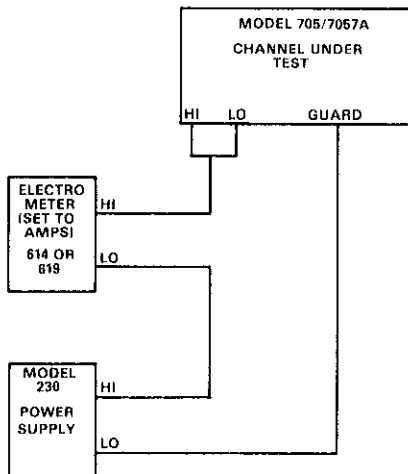 MODEL 705/7057A
CHANNEL UNDER
TEST
HI LO GUARD
ELECTRO
METER
(SET TO
AMPS)
614 OR
619
HI
LO
MODEL
230
POWER
SUPPLY
HI
LO